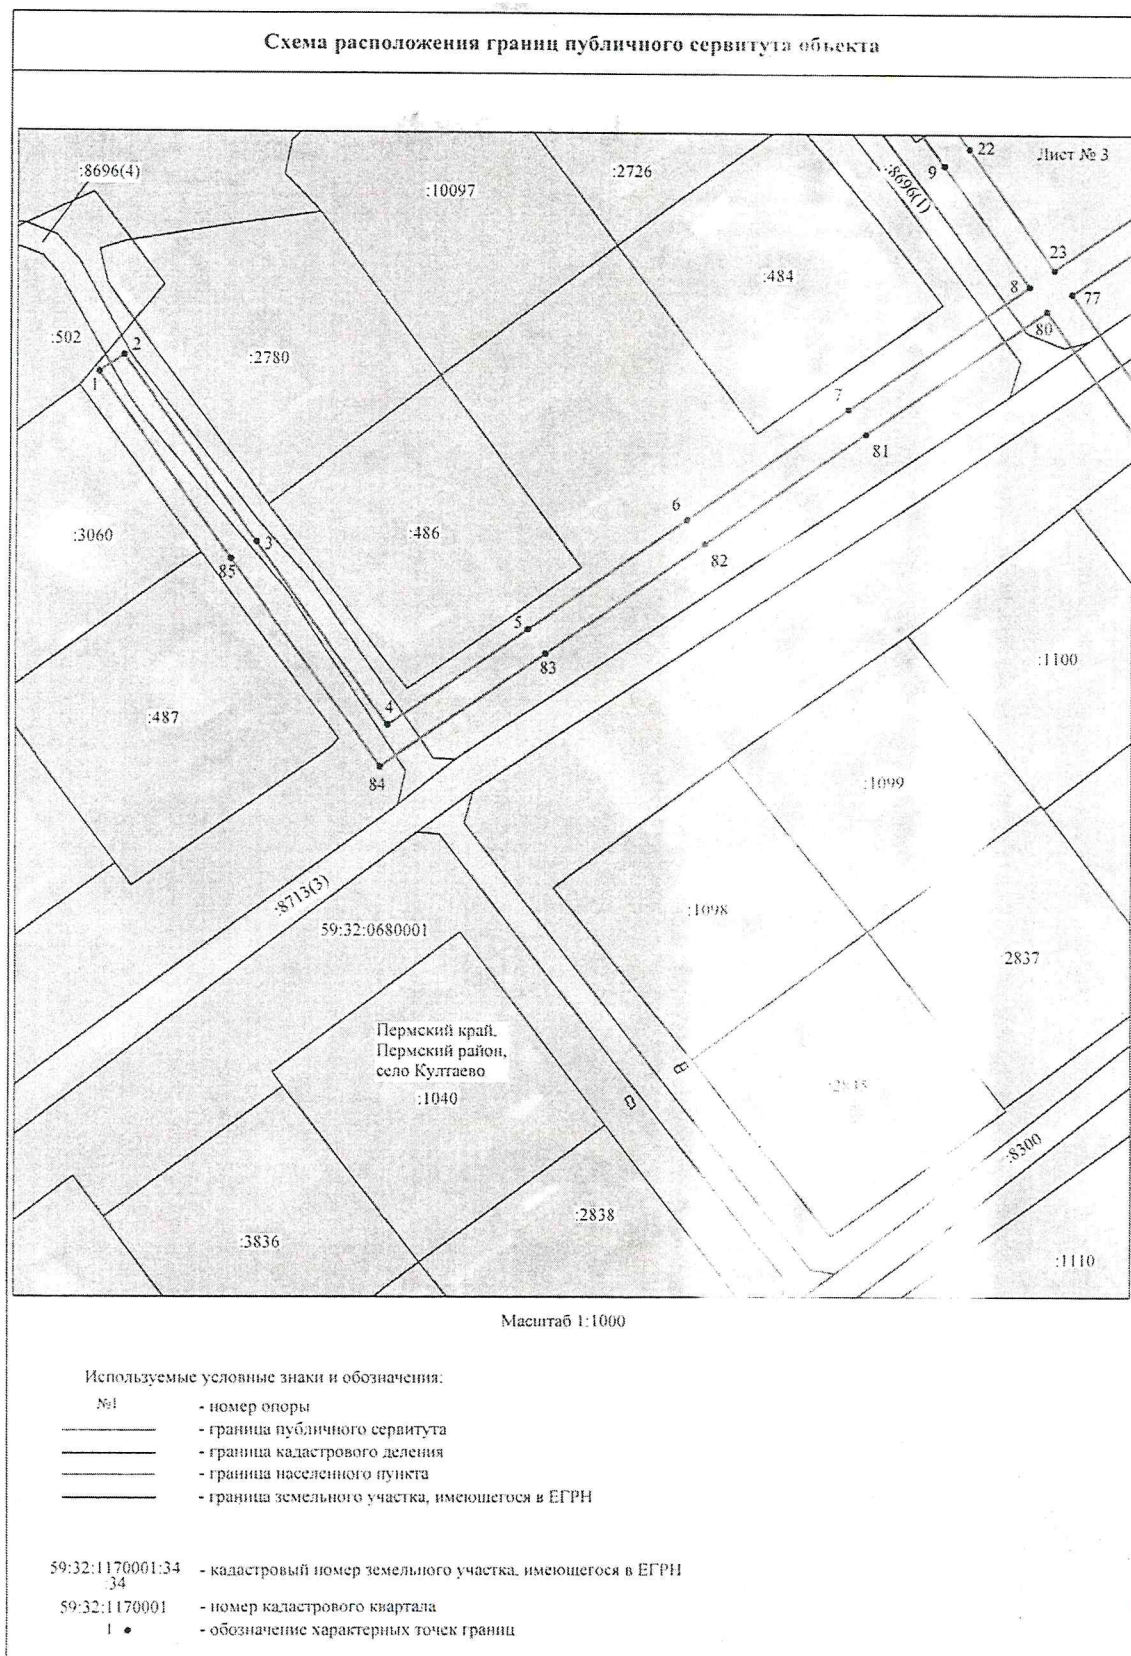 Схема расположения границ публичного сервитута объекта
Лист № 3
:8696(4)
:10097
:2726
:8696(1)
9
22
23
:484
8
77
80
:502
2
1
:2780
7
81
:3060
3
85
:486
6
82
5
83
:1100
:487
4
84
:1099
:8713(3)
59:32:0680001
:1098
2837
Пермский край,
Пермский район,
село Култаево
:1040
:8300
:3836
:2838
:1110
Масштаб 1:1000
Используемые условные знаки и обозначения:
№1 - номер опоры
- граница публичного сервитута
- граница кадастрового деления
- граница населенного пункта
- граница земельного участка, имеющегося в ЕГРН
59:32:1170001:34 - кадастровый номер земельного участка, имеющегося в ЕГРН
:34
59:32:1170001 - номер кадастрового квартала
1 - обозначение характерных точек границ